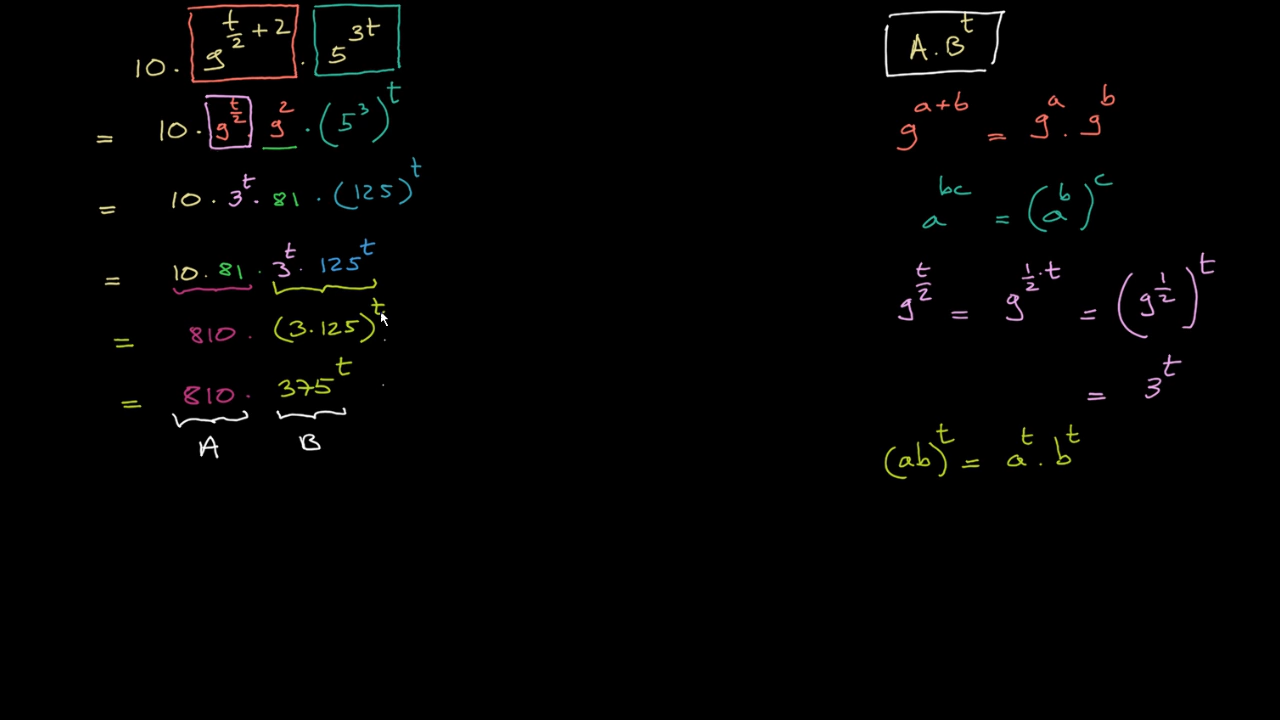 10 · 9^(t/2 + 2) · 5^(3t)
= 10 · 9^(t/2) 9^2 · (5^3)^t
= 10 · 3^t · 81 · (125)^t
= 10 · 81 · 3^t · 125^t
= 810 · (3 · 125)^t
= 810 · 375^t
A B
A · B^t
9^(a+b) = 9^a · 9^b
a^(bc) = (a^b)^c
9^(t/2) = 9^(1/2 · t) = (9^(1/2))^t
= 3^t
(ab)^t = a^t · b^t